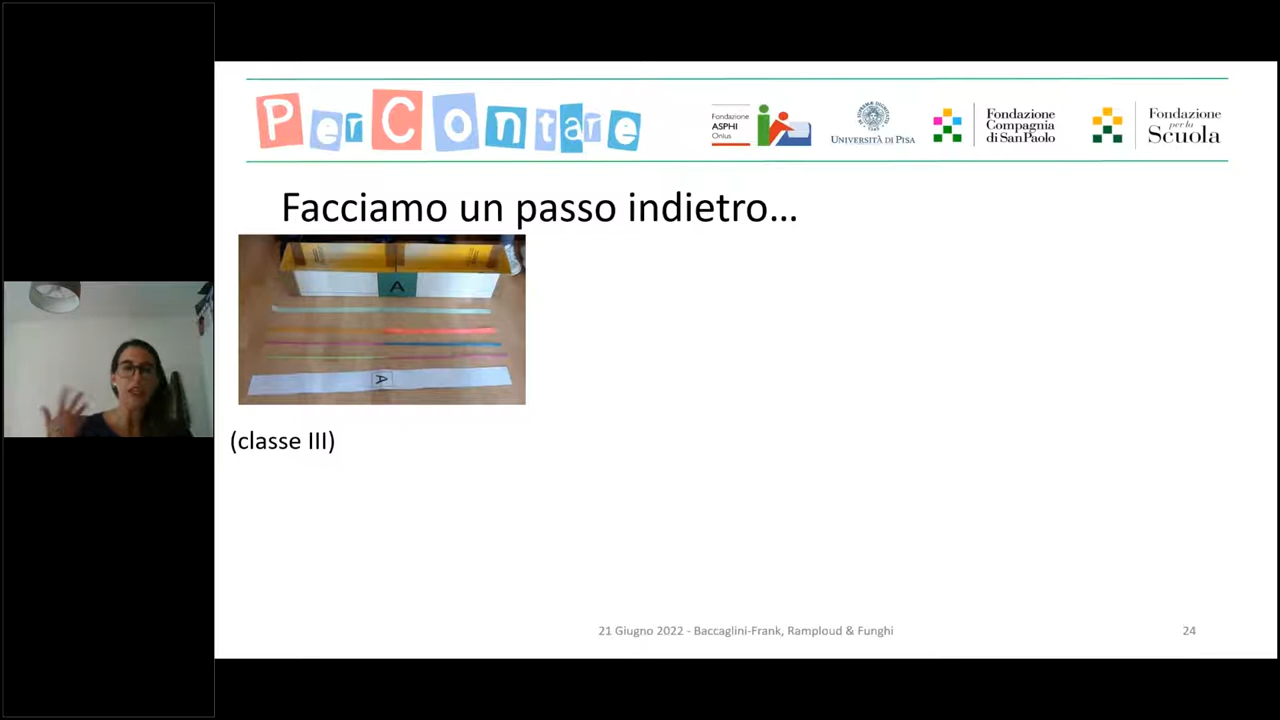 PerContare
Fondazione
ASPHI
Onlus
UNIVERSITÀ DI PISA
Fondazione
Compagnia
di San Paolo
Fondazione
per la
Scuola
Facciamo un passo indietro...
A
A
(classe III)
21 Giugno 2022 - Baccaglini-Frank, Ramploud & Funghi
24